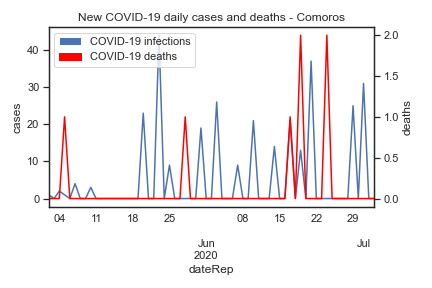 New COVID-19 daily cases and deaths - Comoros
COVID-19 infections
COVID-19 deaths
40
30
20
10
0
cases
2.0
1.5
1.0
0.5
0.0
deaths
04 11 18 25 08 15 22 29
Jun Jul
2020
dateRep